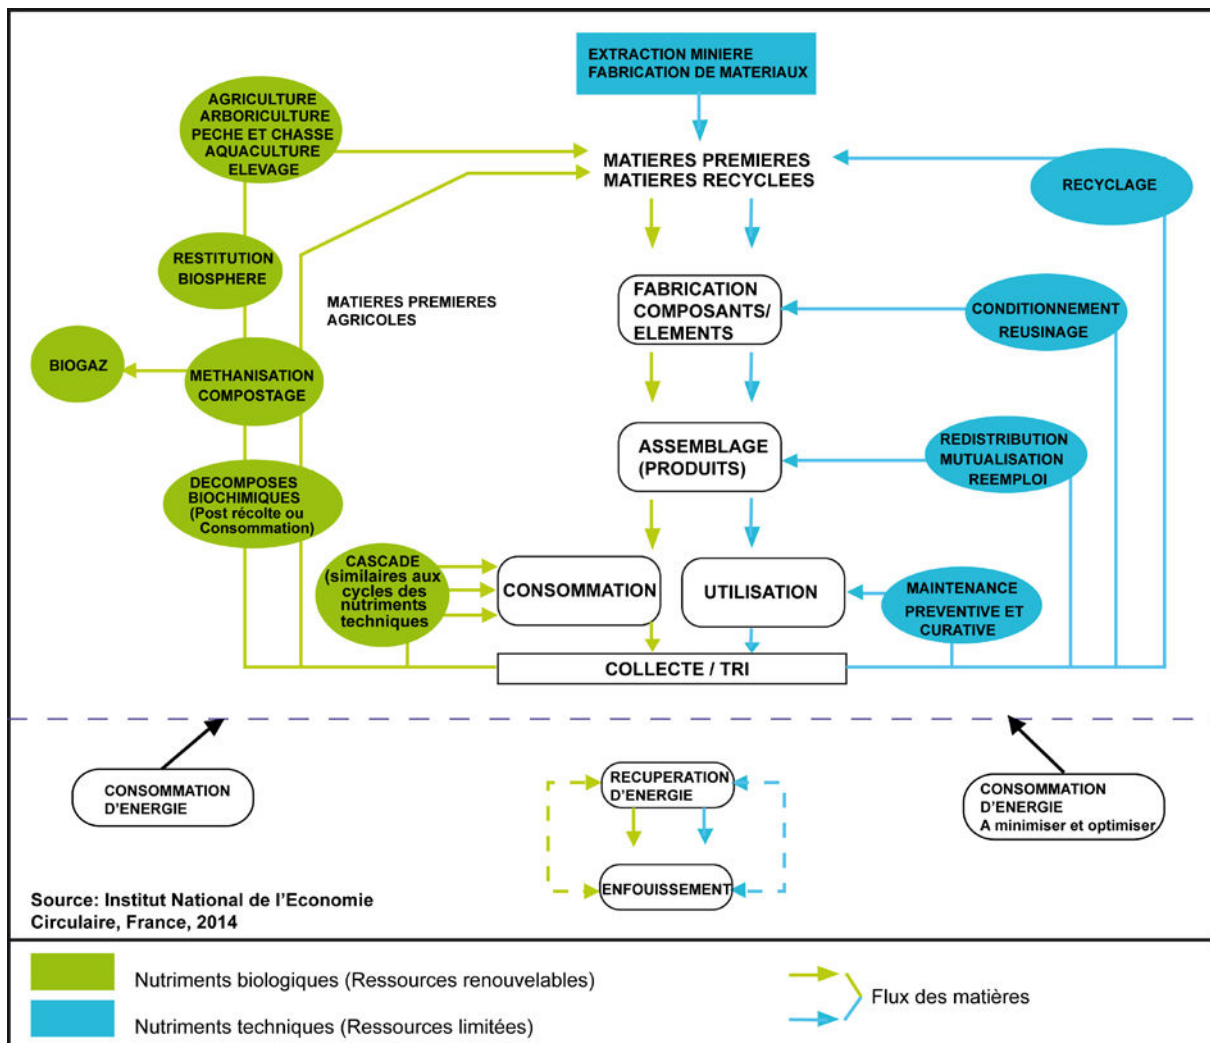 EXTRACTION MINIERE
FABRICATION DE MATERIAUX
AGRICULTURE
ARBORICULTURE
PECHE ET CHASSE
AQUACULTURE
ELEVAGE
MATIERES PREMIERES
MATIERES RECYCLEES
RECYCLAGE
RESTITUTION
BIOSPHERE
MATIERES PREMIERES
AGRICOLES
FABRICATION
COMPOSANTS/
ELEMENTS
CONDITIONNEMENT
REUSINAGE
BIOGAZ
METHANISATION
COMPOSTAGE
ASSEMBLAGE
(PRODUITS)
REDISTRIBUTION
MUTUALISATION
REEMPLOI
DECOMPOSES
BIOCHIMIQUES
(Post récolte ou
Consommation)
CASCADE
(similaires aux
cycles des
nutriments
techniques
CONSOMMATION
UTILISATION
MAINTENANCE
PREVENTIVE ET
CURATIVE
COLLECTE / TRI
CONSOMMATION
D'ENERGIE
RECUPERATION
D'ENERGIE
CONSOMMATION
D'ENERGIE
A minimiser et optimiser
ENFOUISSEMENT
Source: Institut National de l'Economie
Circulaire, France, 2014
Nutriments biologiques (Ressources renouvelables)
Nutriments techniques (Ressources limitées)
Flux des matières